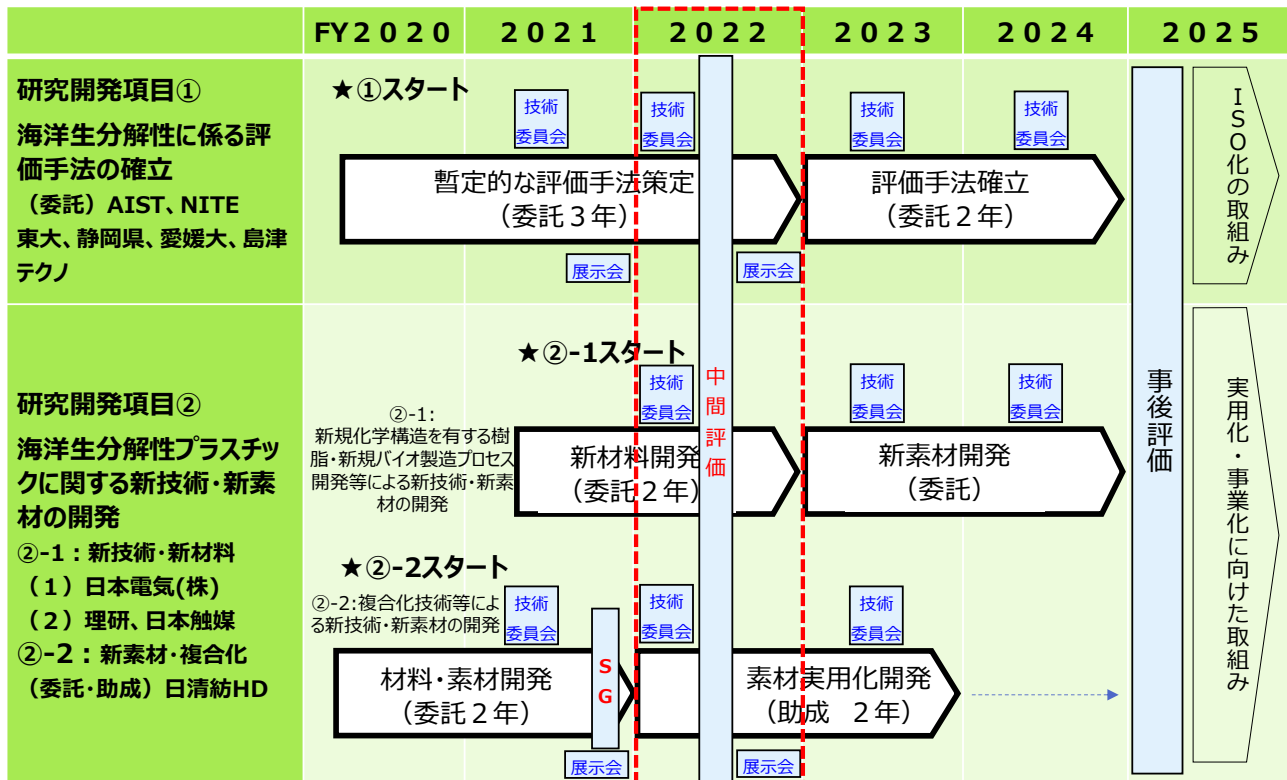 FY2020
2021
2022
2023
2024
2025
研究開発項目①
海洋生分解性に係る評
価手法の確立
（委託）AIST、NITE
東大、静岡県、愛媛大、島津
テクノ
★①スタート
技術
委員会
技術
委員会
技術
委員会
技術
委員会
暫定的な評価手法策定
（委託３年）
評価手法確立
（委託２年）
展示会
展示会
ISO化の取組み
研究開発項目②
海洋生分解性プラスチッ
クに関する新技術・新素
材の開発
②-1：新技術・新材料
（１）日本電気(株)
（２）理研、日本触媒
②-2：新素材・複合化
（委託・助成）日清紡HD
★②-1スタート
②-1:
新規化学構造を有する樹
脂・新規バイオ製造プロセス
開発等による新技術・新素
材の開発
技術
委員会
技術
委員会
技術
委員会
新材料開発
（委託２年）
新素材開発
（委託）
中間評価
★②-2スタート
②-2:複合化技術等によ
る新技術・新素材の開発
技術
委員会
技術
委員会
技術
委員会
材料・素材開発
（委託２年）
SG
素材実用化開発
（助成　２年）
展示会
展示会
事後評価
実用化・事業化に向けた取組み